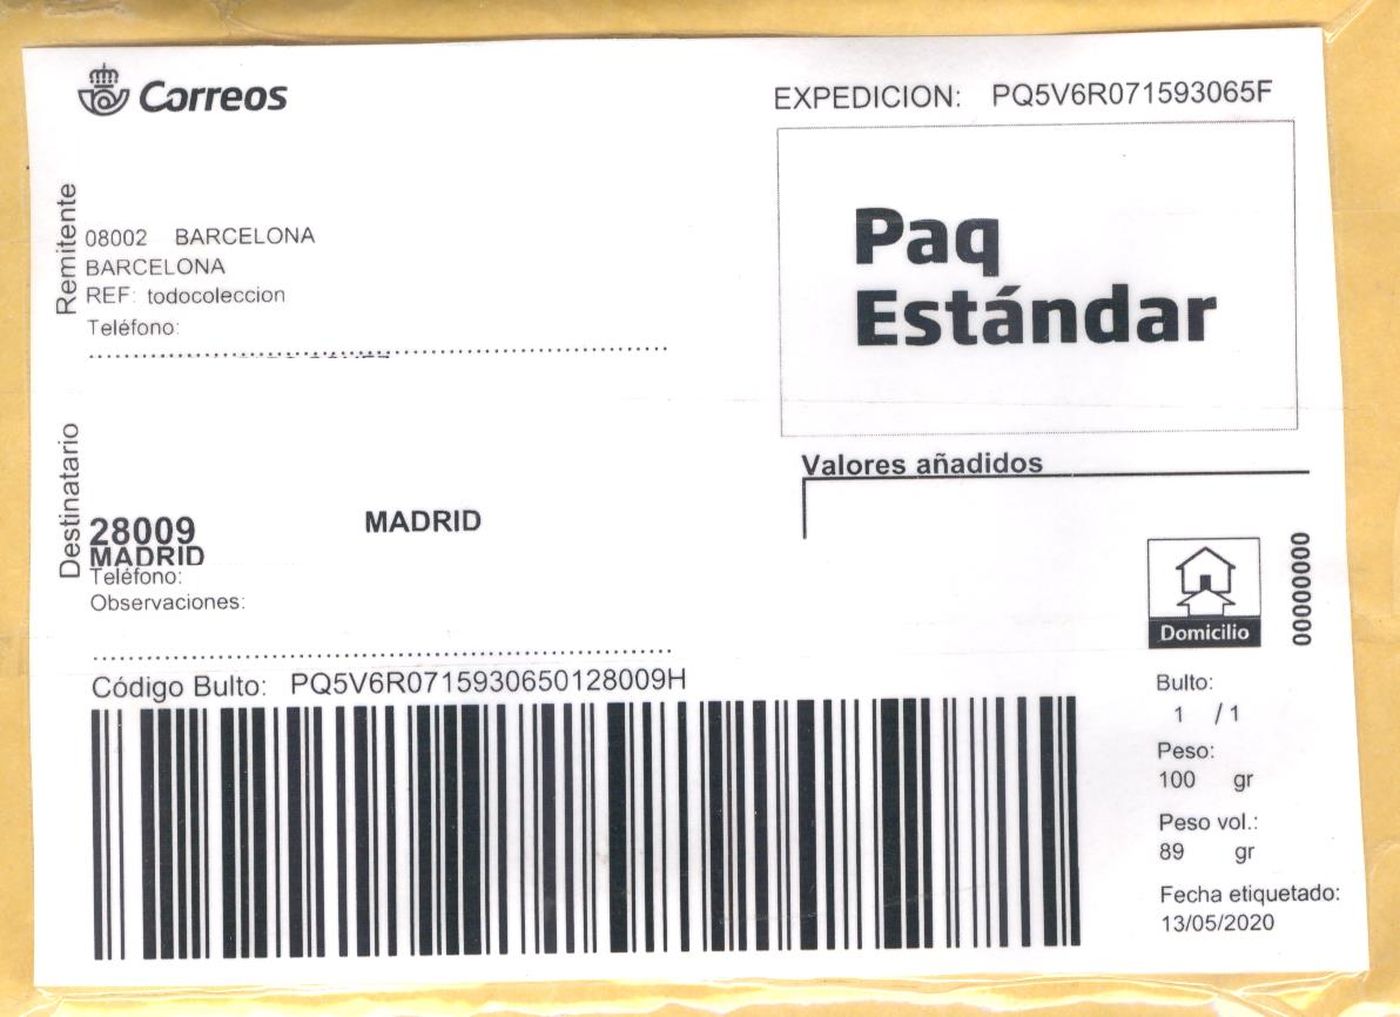 Correos
EXPEDICION: PQ5V6R071593065F
Paq
Estándar
Remitente
08002 BARCELONA
BARCELONA
REF: todocoleccion
Teléfono:
Valores añadidos
Destinatario
28009 MADRID
MADRID
Teléfono:
Observaciones:
Domicilio
00000000
Código Bulto: PQ5V6R0715930650128009H
Bulto:
1 / 1
Peso:
100 gr
Peso vol.:
89 gr
Fecha etiquetado:
13/05/2020